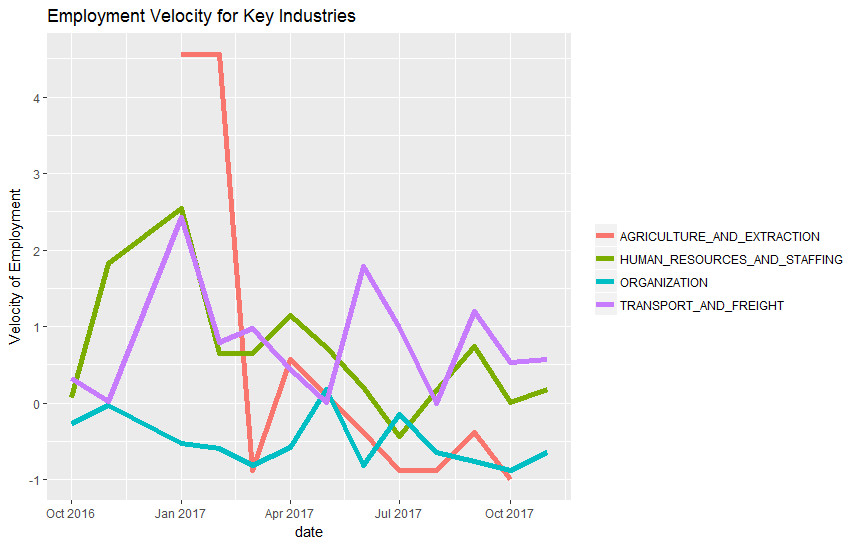 Employment Velocity for Key Industries
Velocity of Employment
4
3
2
1
0
-1
Oct 2016
Jan 2017
Apr 2017
Jul 2017
Oct 2017
date
AGRICULTURE_AND_EXTRACTION
HUMAN_RESOURCES_AND_STAFFING
ORGANIZATION
TRANSPORT_AND_FREIGHT